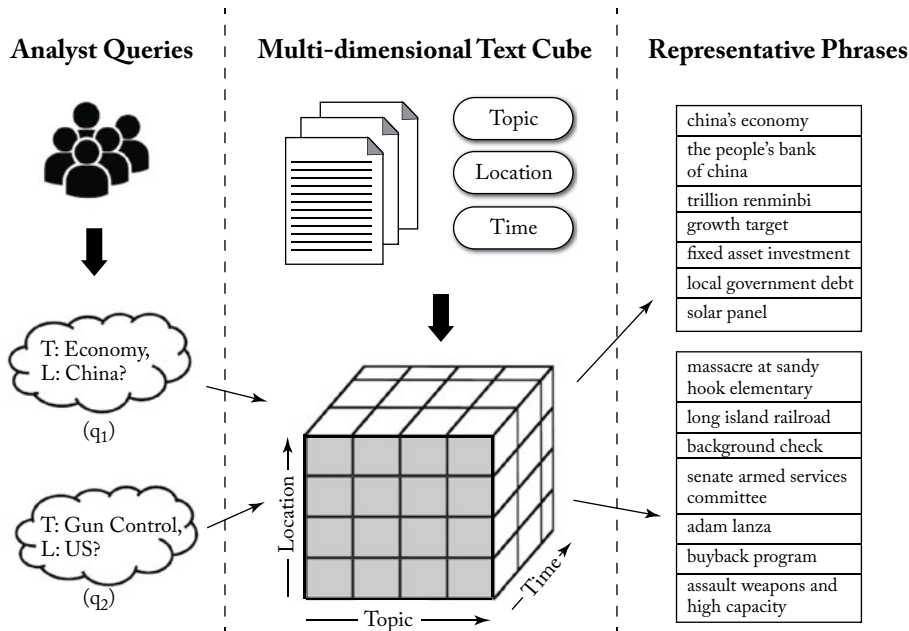 Analyst Queries
T: Economy,
L: China?
(q1)
T: Gun Control,
L: US?
(q2)
Multi-dimensional Text Cube
Topic
Location
Time
Location
Topic
Time
Representative Phrases
china's economy
the people's bank
of china
trillion renminbi
growth target
fixed asset investment
local government debt
solar panel
massacre at sandy
hook elementary
long island railroad
background check
senate armed services
committee
adam lanza
buyback program
assault weapons and
high capacity